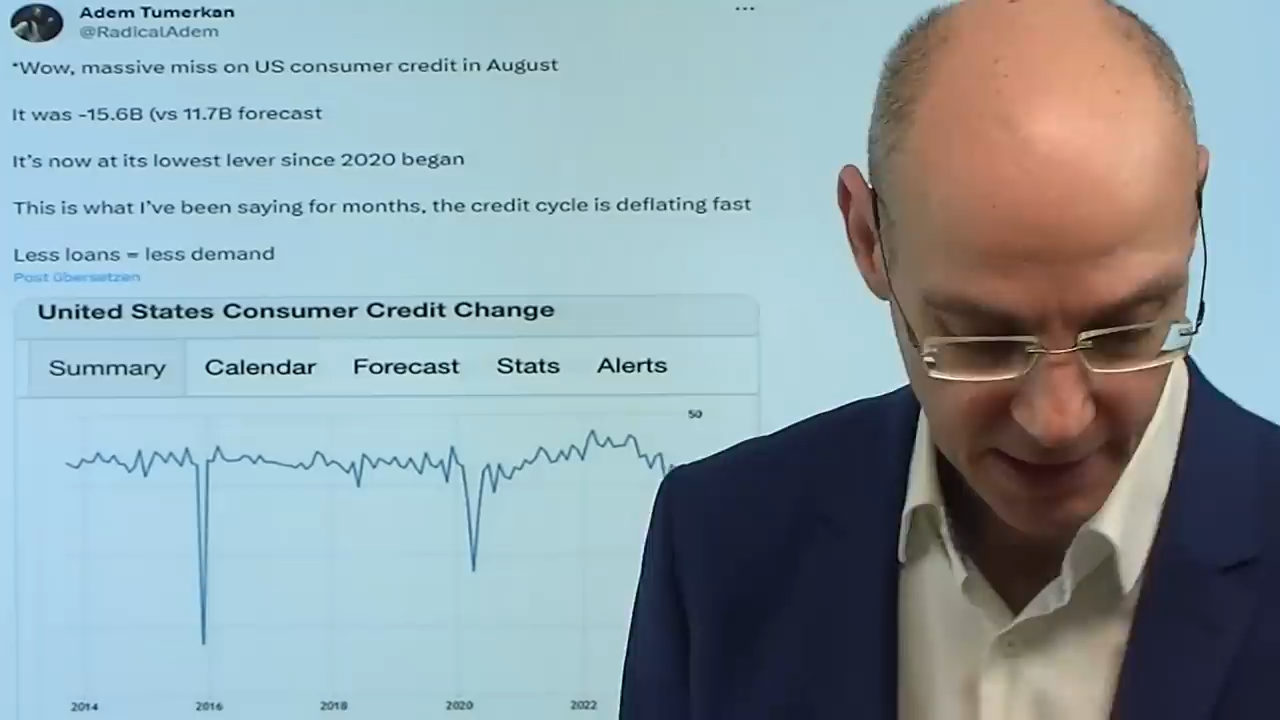 Adem Tumerkan
@RadicalAdem
...
*Wow, massive miss on US consumer credit in August
It was -15.6B (vs 11.7B forecast
It's now at its lowest lever since 2020 began
This is what I've been saying for months, the credit cycle is deflating fast
Less loans = less demand
Post übersetzen
United States Consumer Credit Change
Summary Calendar Forecast Stats Alerts
50
2014 2016 2018 2020 2022